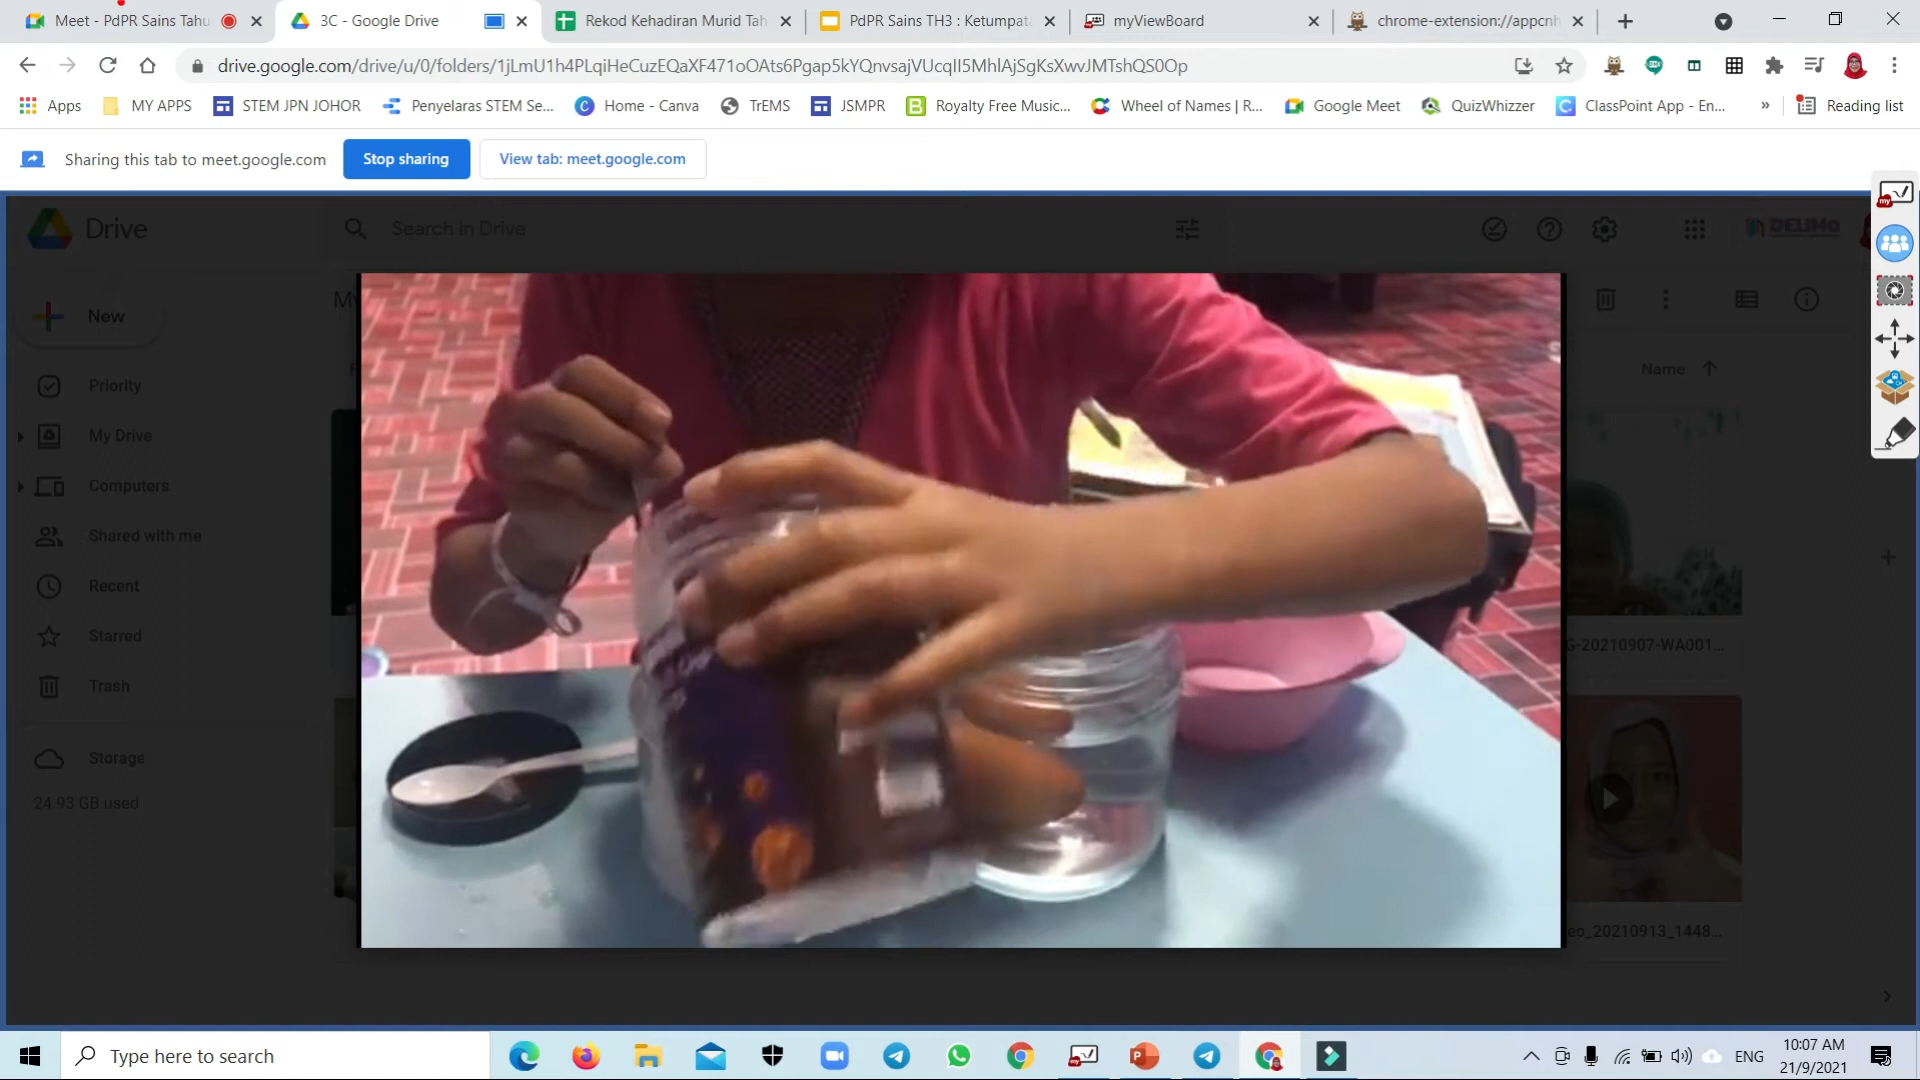 Meet - PdPR Sains Tahu
3C - Google Drive
Rekod Kehadiran Murid Tah
PdPR Sains TH3 : Ketumpata
myViewBoard
chrome-extension://appcnh
drive.google.com/drive/u/0/folders/1jLmU1h4PLqiHeCuzEQaXF471oOAts6Pgap5kYQnvsajVUcqII5MhlAjSgKsXwvJMTshQS0Op
Apps
MY APPS
STEM JPN JOHOR
Penyelaras STEM Se...
Home - Canva
TrEMS
JSMPR
Royalty Free Music...
Wheel of Names | R...
Google Meet
QuizWhizzer
ClassPoint App - En...
»
Reading list
Sharing this tab to meet.google.com
Stop sharing
View tab: meet.google.com
my
Drive
Search in Drive
DELIMa
New
My
Name
Priority
My Drive
Computers
Shared with me
Recent
Starred
Trash
Storage
24.93 GB used
G-20210907-WA001...
eo_20210913_1448...
Type here to search
ENG
10:07 AM
21/9/2021